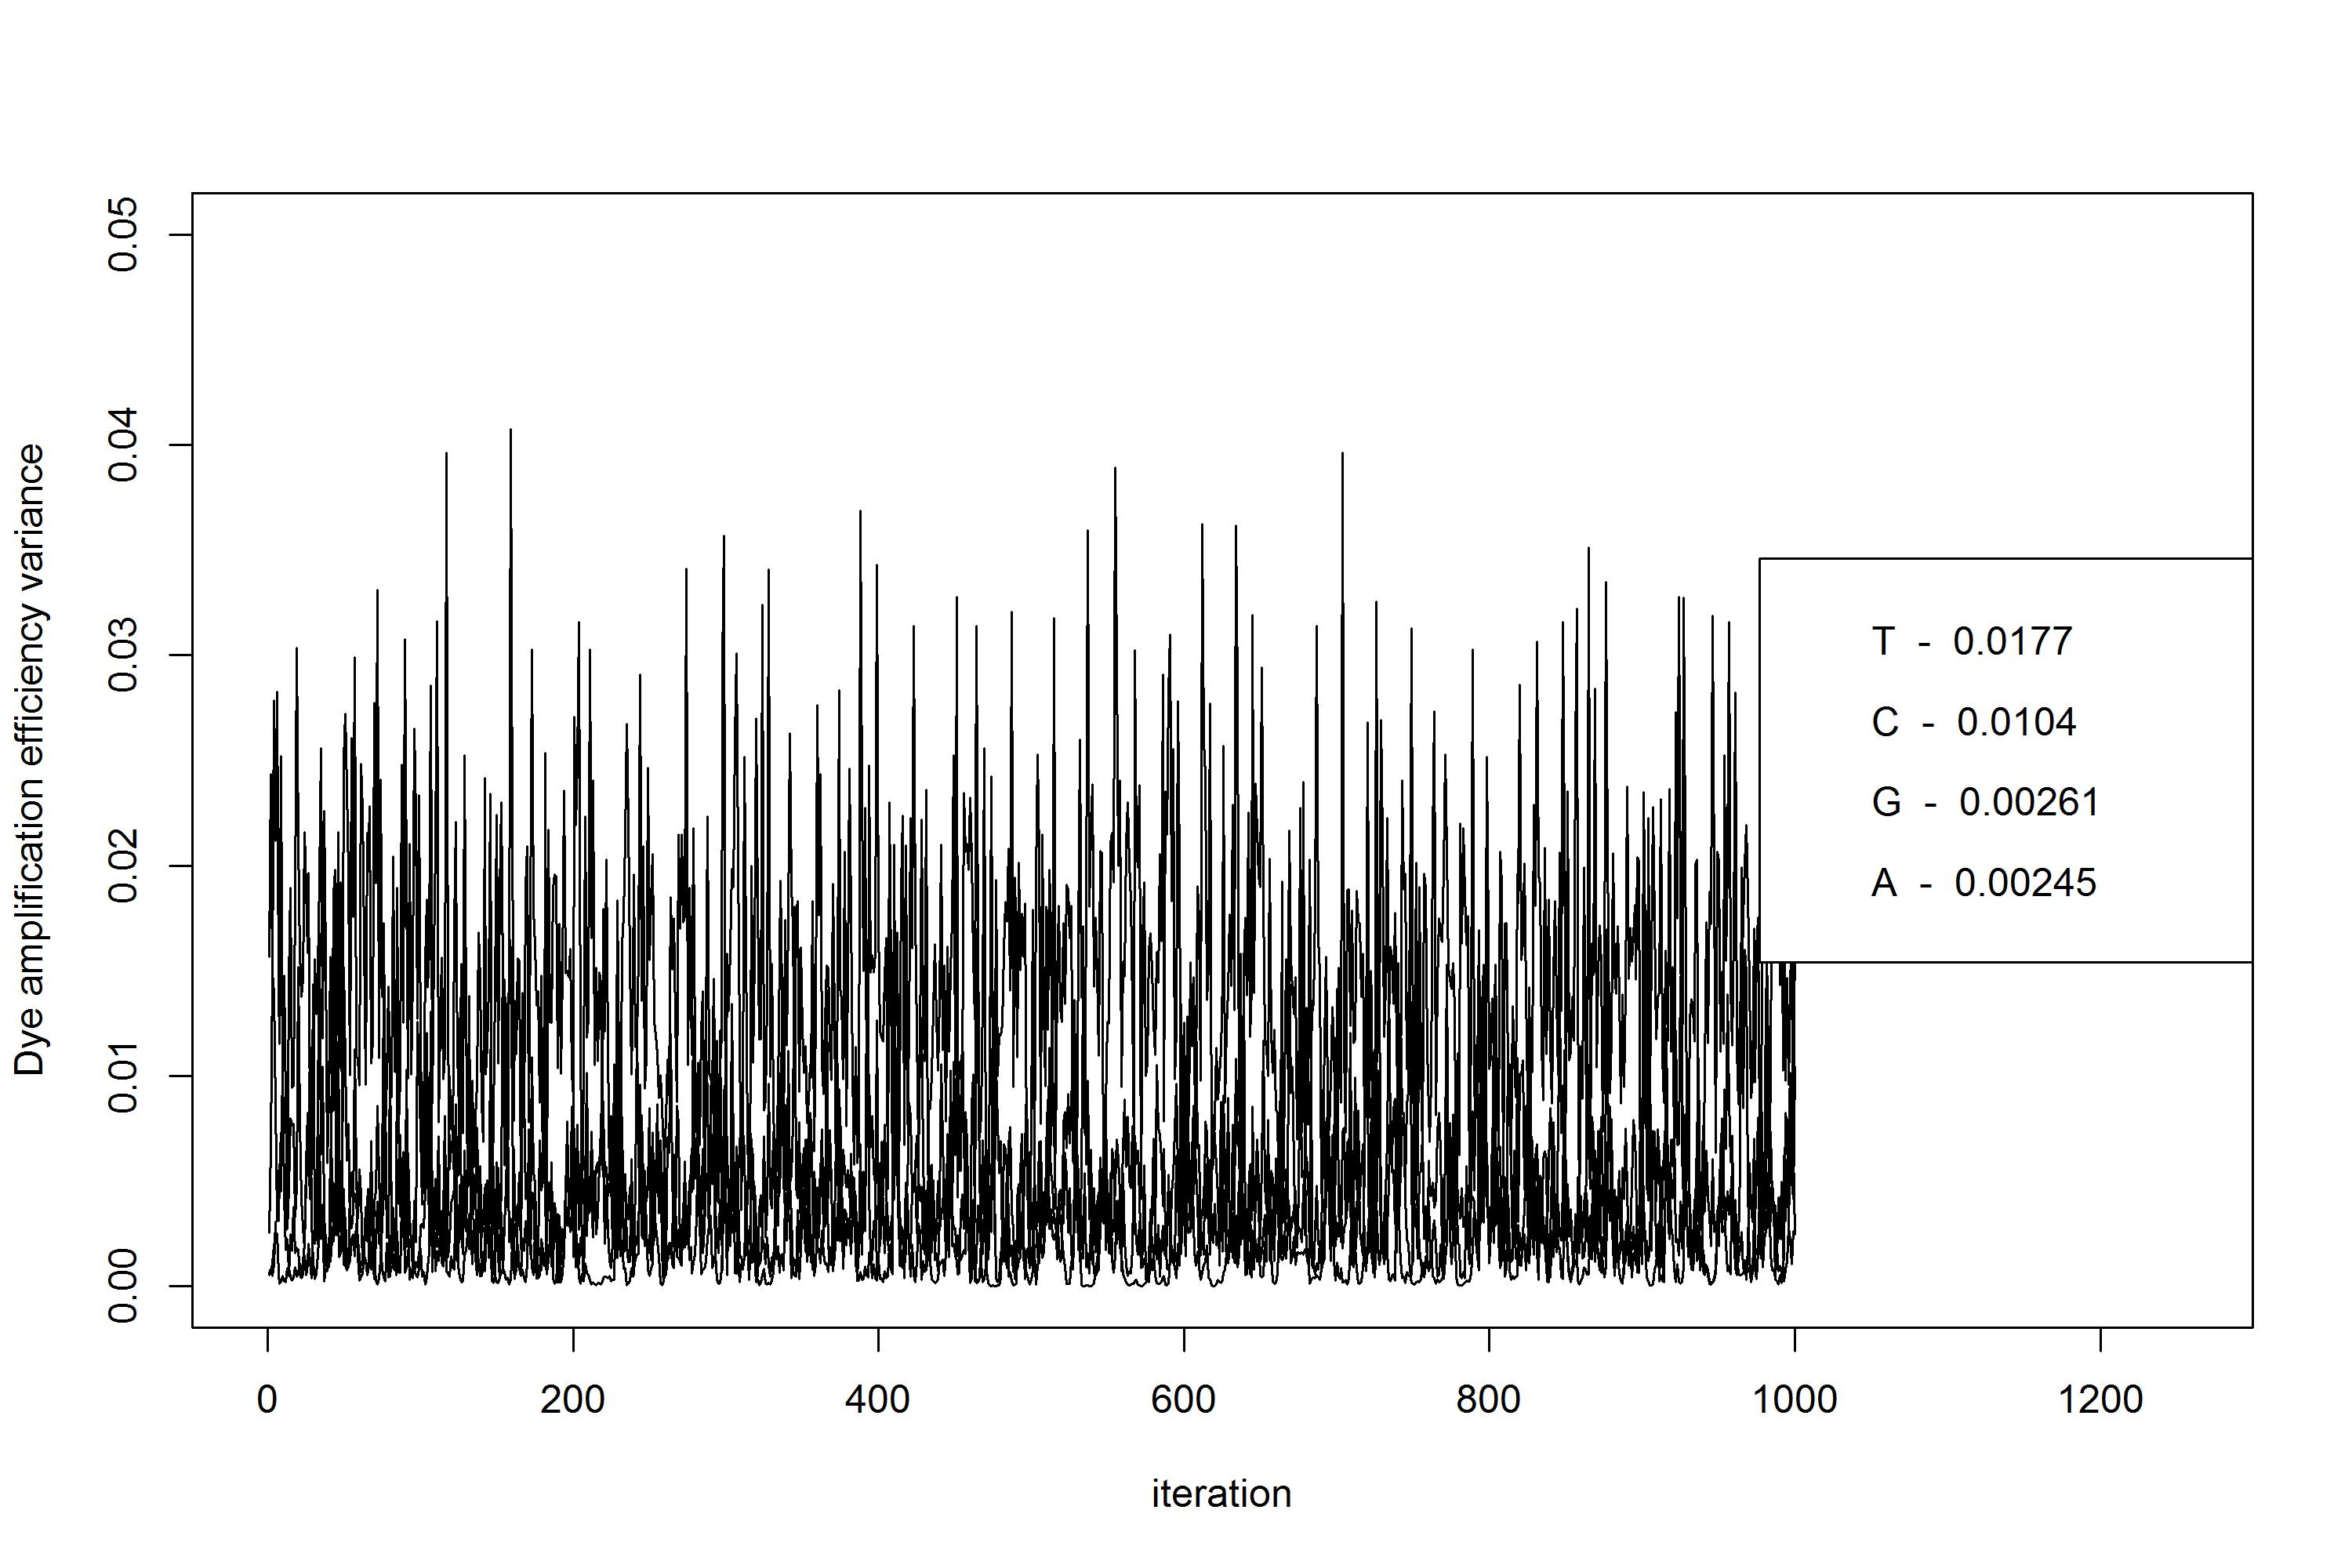 Dye amplification efficiency variance
0.05
0.04
0.03
0.02
0.01
0.00
T - 0.0177
C - 0.0104
G - 0.00261
A - 0.00245
0 200 400 600 800 1000 1200
iteration